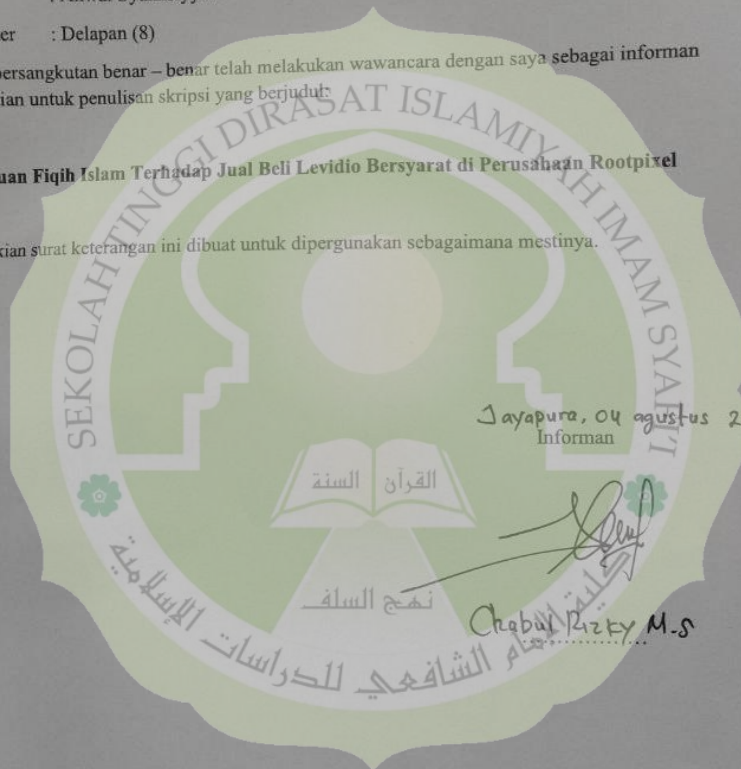 er : Delapan (8)
ersangkutan benar – benar telah melakukan wawancara dengan saya sebagai informan
ian untuk penulisan skripsi yang berjudul:
uan Fiqih Islam Terhadap Jual Beli Levidio Bersyarat di Perusahaan Rootpixel
kian surat keterangan ini dibuat untuk dipergunakan sebagaimana mestinya.
SEKOLAH TINGGI DIRASAT ISLAMIYAH IMAM SYAFI'I
Jayapura, 04 agustus 2
Informan
القرآن السنة
نهج السلف
Chabul Rizky M.S
كلية الإمام الشافعي للدراسات الإسلامية